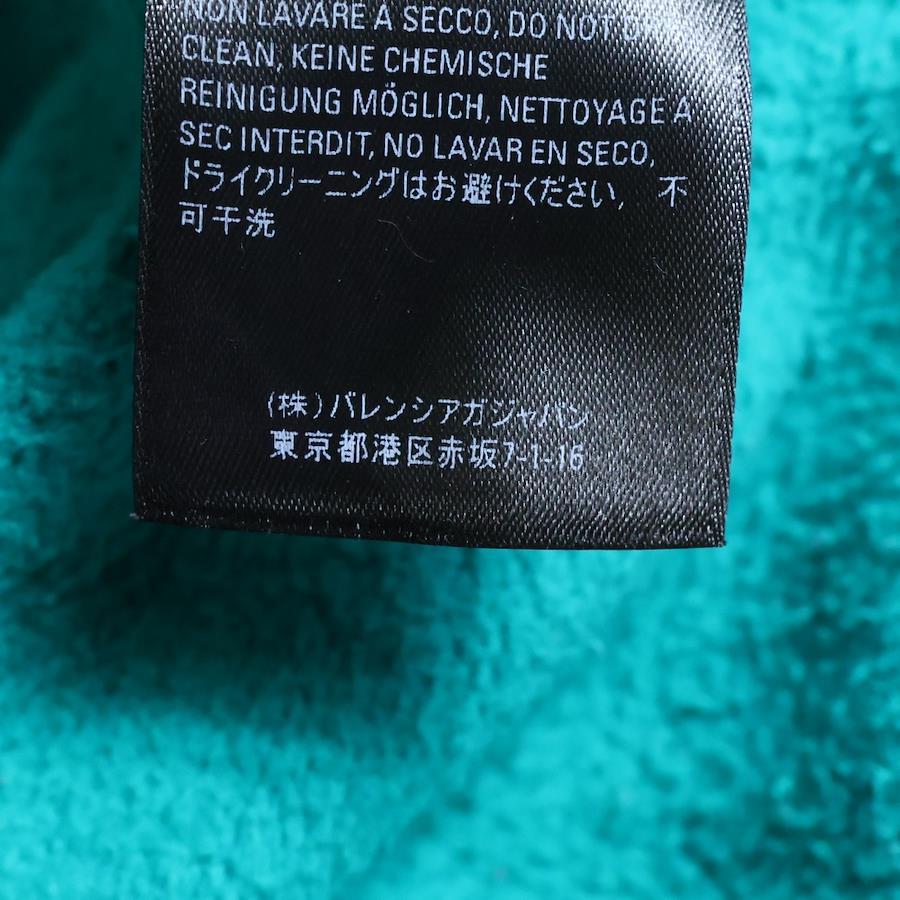 NON LAVARE A SECCO, DO NOT
CLEAN, KEINE CHEMISCHE
REINIGUNG MÖGLICH, NETTOYAGE A
SEC INTERDIT, NO LAVAR EN SECO,
ドライクリーニングはお避けください, 不
可干洗
(株)バレンシアガジャパン
東京都港区赤坂7-1-16